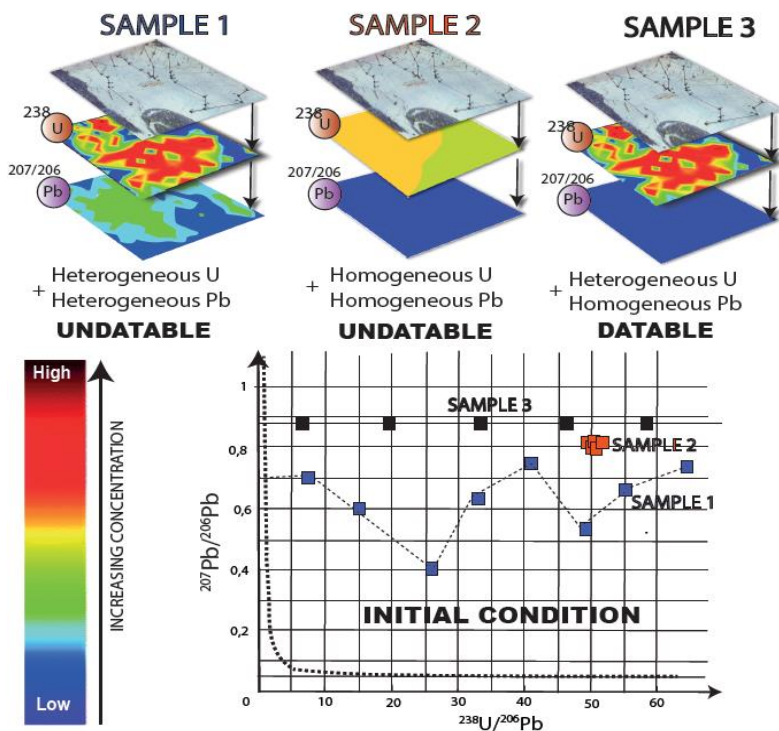 SAMPLE 1
SAMPLE 2
SAMPLE 3
238
U
207/206
Pb
238
U
207/206
Pb
238
U
207/206
Pb
+ Heterogeneous U
Heterogeneous Pb
+ Homogeneous U
Homogeneous Pb
+ Heterogeneous U
Homogeneous Pb
UNDATABLE
UNDATABLE
DATABLE
High
Low
INCREASING CONCENTRATION
1
0,8
0,6
0,4
0,2
0
10
20
30
40
50
60
207Pb/206Pb
238U/206Pb
SAMPLE 3
SAMPLE 2
SAMPLE 1
INITIAL CONDITION